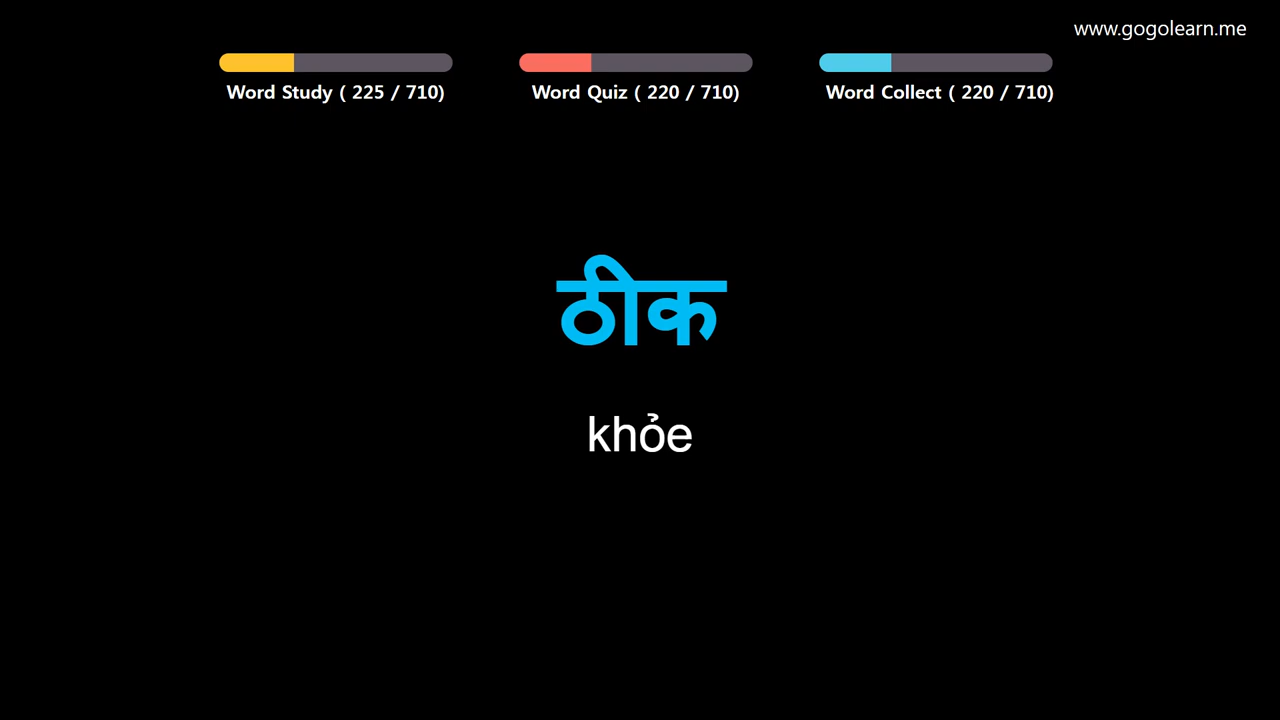 www.gogolearn.me
Word Study ( 225 / 710)
Word Quiz ( 220 / 710)
Word Collect ( 220 / 710)
ठीक
khỏe